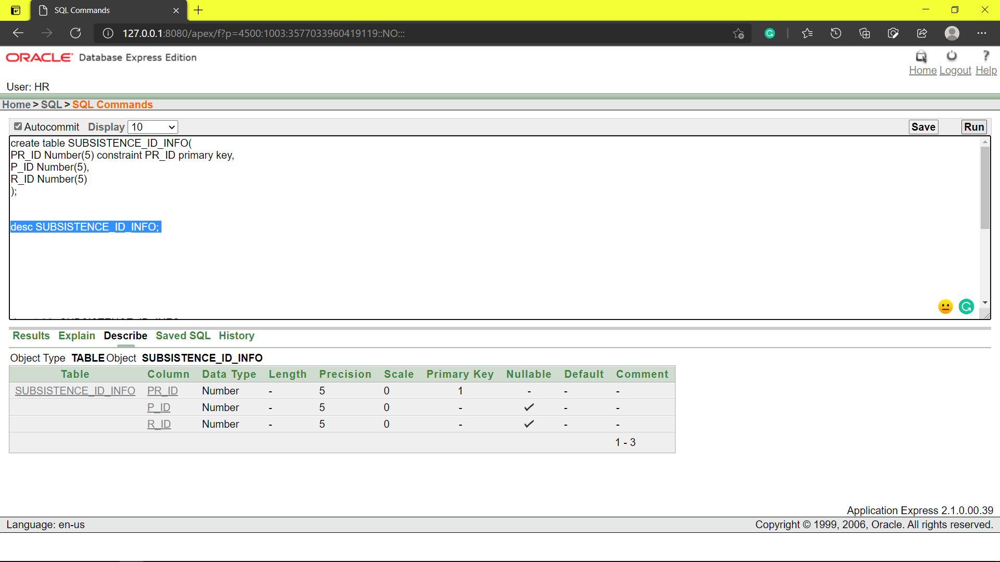 SQL Commands
127.0.0.1:8080/apex/f?p=4500:1003:3577033960419119::NO:::
ORACLE Database Express Edition
Home Logout Help
User: HR
Home > SQL > SQL Commands
Autocommit Display 10 Save Run
create table SUBSISTENCE_ID_INFO(
PR_ID Number(5) constraint PR_ID primary key,
P_ID Number(5),
R_ID Number(5)
);
desc SUBSISTENCE_ID_INFO;
Results Explain Describe Saved SQL History
Object Type TABLE Object SUBSISTENCE_ID_INFO
Table Column Data Type Length Precision Scale Primary Key Nullable Default Comment
SUBSISTENCE_ID_INFO PR_ID Number - 5 0 1 - - -
P_ID Number - 5 0 - ✓ - -
R_ID Number - 5 0 - ✓ - -
1 - 3
Application Express 2.1.0.00.39
Language: en-us Copyright © 1999, 2006, Oracle. All rights reserved.